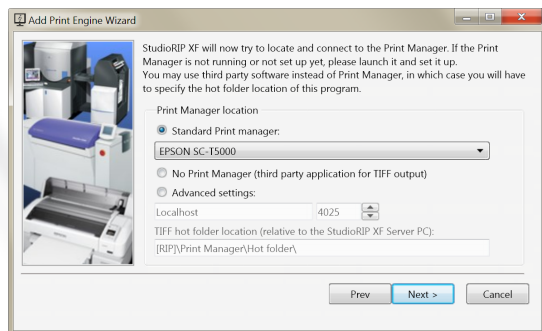 Add Print Engine Wizard
StudioRIP XF will now try to locate and connect to the Print Manager. If the Print
Manager is not running or not set up yet, please launch it and set it up.
You may use third party software instead of Print Manager, in which case you will have
to specify the hot folder location of this program.
Print Manager location
Standard Print manager:
EPSON SC-T5000
No Print Manager (third party application for TIFF output)
Advanced settings:
Localhost 4025
TIFF hot folder location (relative to the StudioRIP XF Server PC):
[RIP]\Print Manager\Hot folder\
Prev Next > Cancel